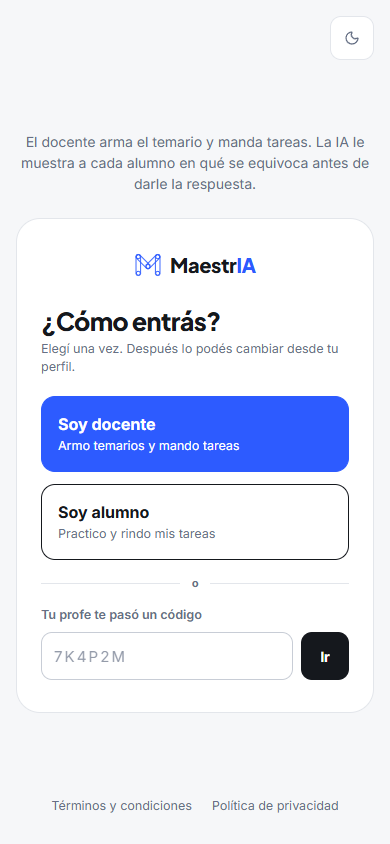 El docente arma el temario y manda tareas. La IA le
muestra a cada alumno en qué se equivoca antes de
darle la respuesta.
MaestrIA
¿Cómo entrás?
Elegí una vez. Después lo podés cambiar desde tu
perfil.
Soy docente
Armo temarios y mando tareas
Soy alumno
Practico y rindo mis tareas
o
Tu profe te pasó un código
7K4P2M
Ir
Términos y condiciones
Política de privacidad